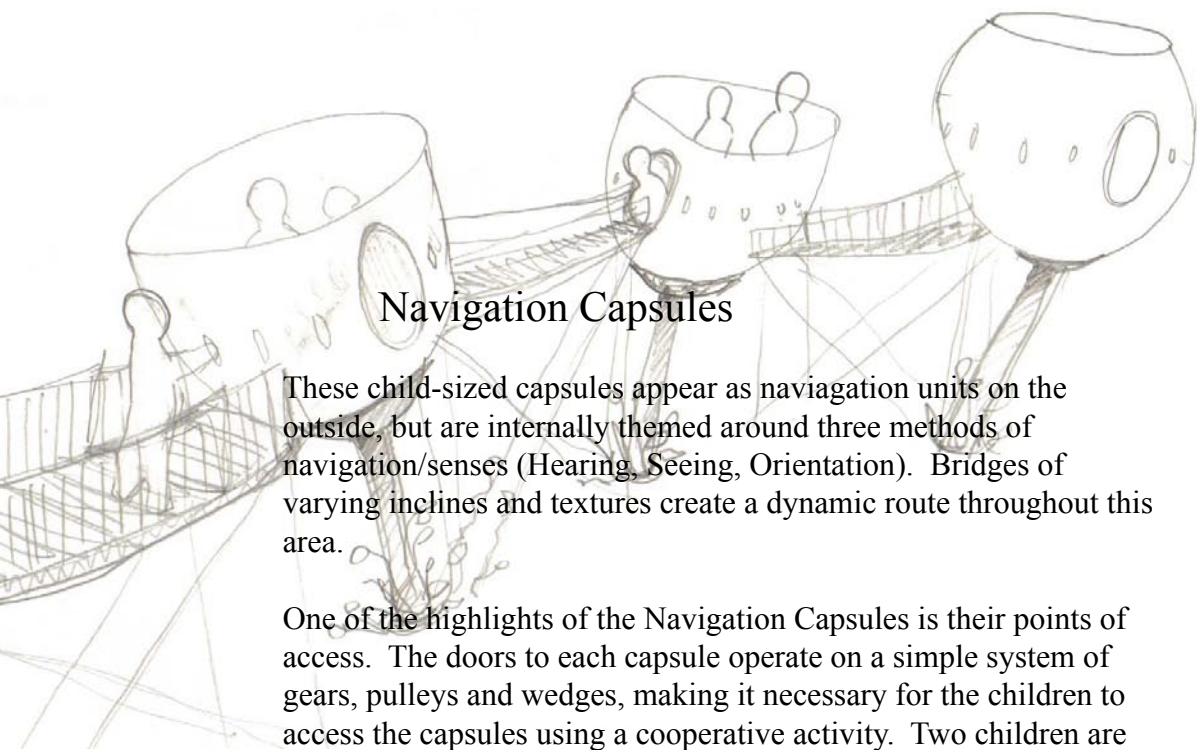 Navigation Capsules
These child-sized capsules appear as naviagation units on the
outside, but are internally themed around three methods of
navigation/senses (Hearing, Seeing, Orientation).  Bridges of
varying inclines and textures create a dynamic route throughout this
area.
One of the highlights of the Navigation Capsules is their points of
access.  The doors to each capsule operate on a simple system of
gears, pulleys and wedges, making it necessary for the children to
access the capsules using a cooperative activity.  Two children are